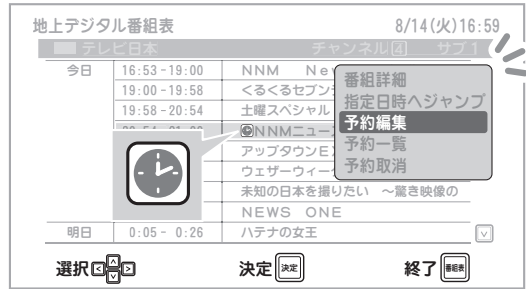 地上デジタル番組表 8/14(火)16:59
テレビ日本 チャンネル4 サブ1
今日 16:53-19:00 NNM Ne
19:00-19:58 くるくるセブン
19:58-20:54 土曜スペシャル
20:54-21:00 NNMニュー
アップタウンE
ウェザーウィー
未知の日本を撮りたい ～驚き映像の
NEWS ONE
明日 0:05- 0:26 ハテナの女王
番組詳細
指定日時へジャンプ
予約編集
予約一覧
予約取消
選択 決定 決定 終了 番組表